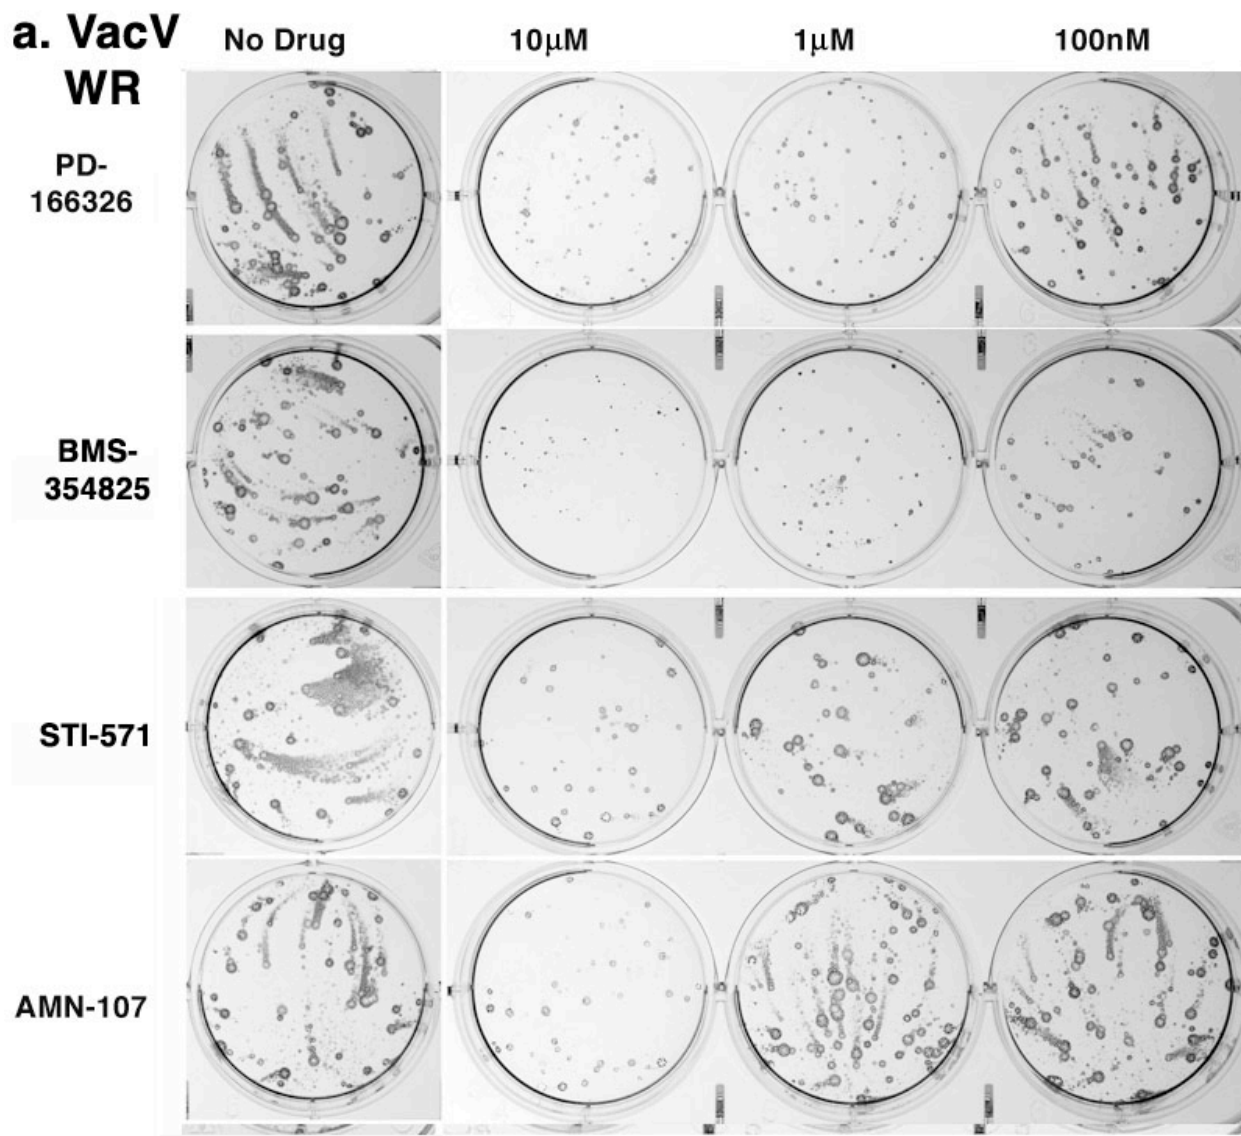 a. VacV
WR
No Drug 10µM 1µM 100nM
PD-
166326
BMS-
354825
STI-571
AMN-107